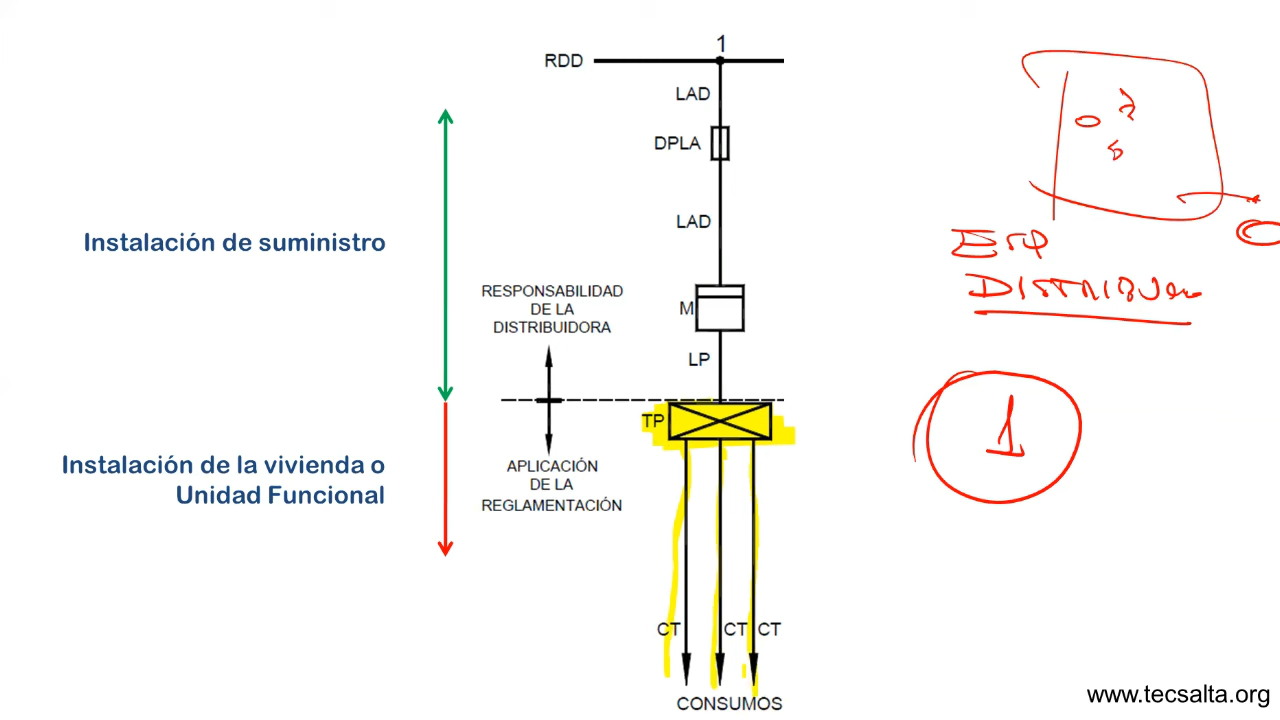 1
RDD
LAD
DPLA
LAD
Instalación de suministro
RESPONSABILIDAD
DE LA
DISTRIBUIDORA
M
LP
TP
Instalación de la vivienda o
Unidad Funcional
APLICACIÓN
DE LA
REGLAMENTACIÓN
CT
CT
CT
CONSUMOS
1
www.tecsalta.org